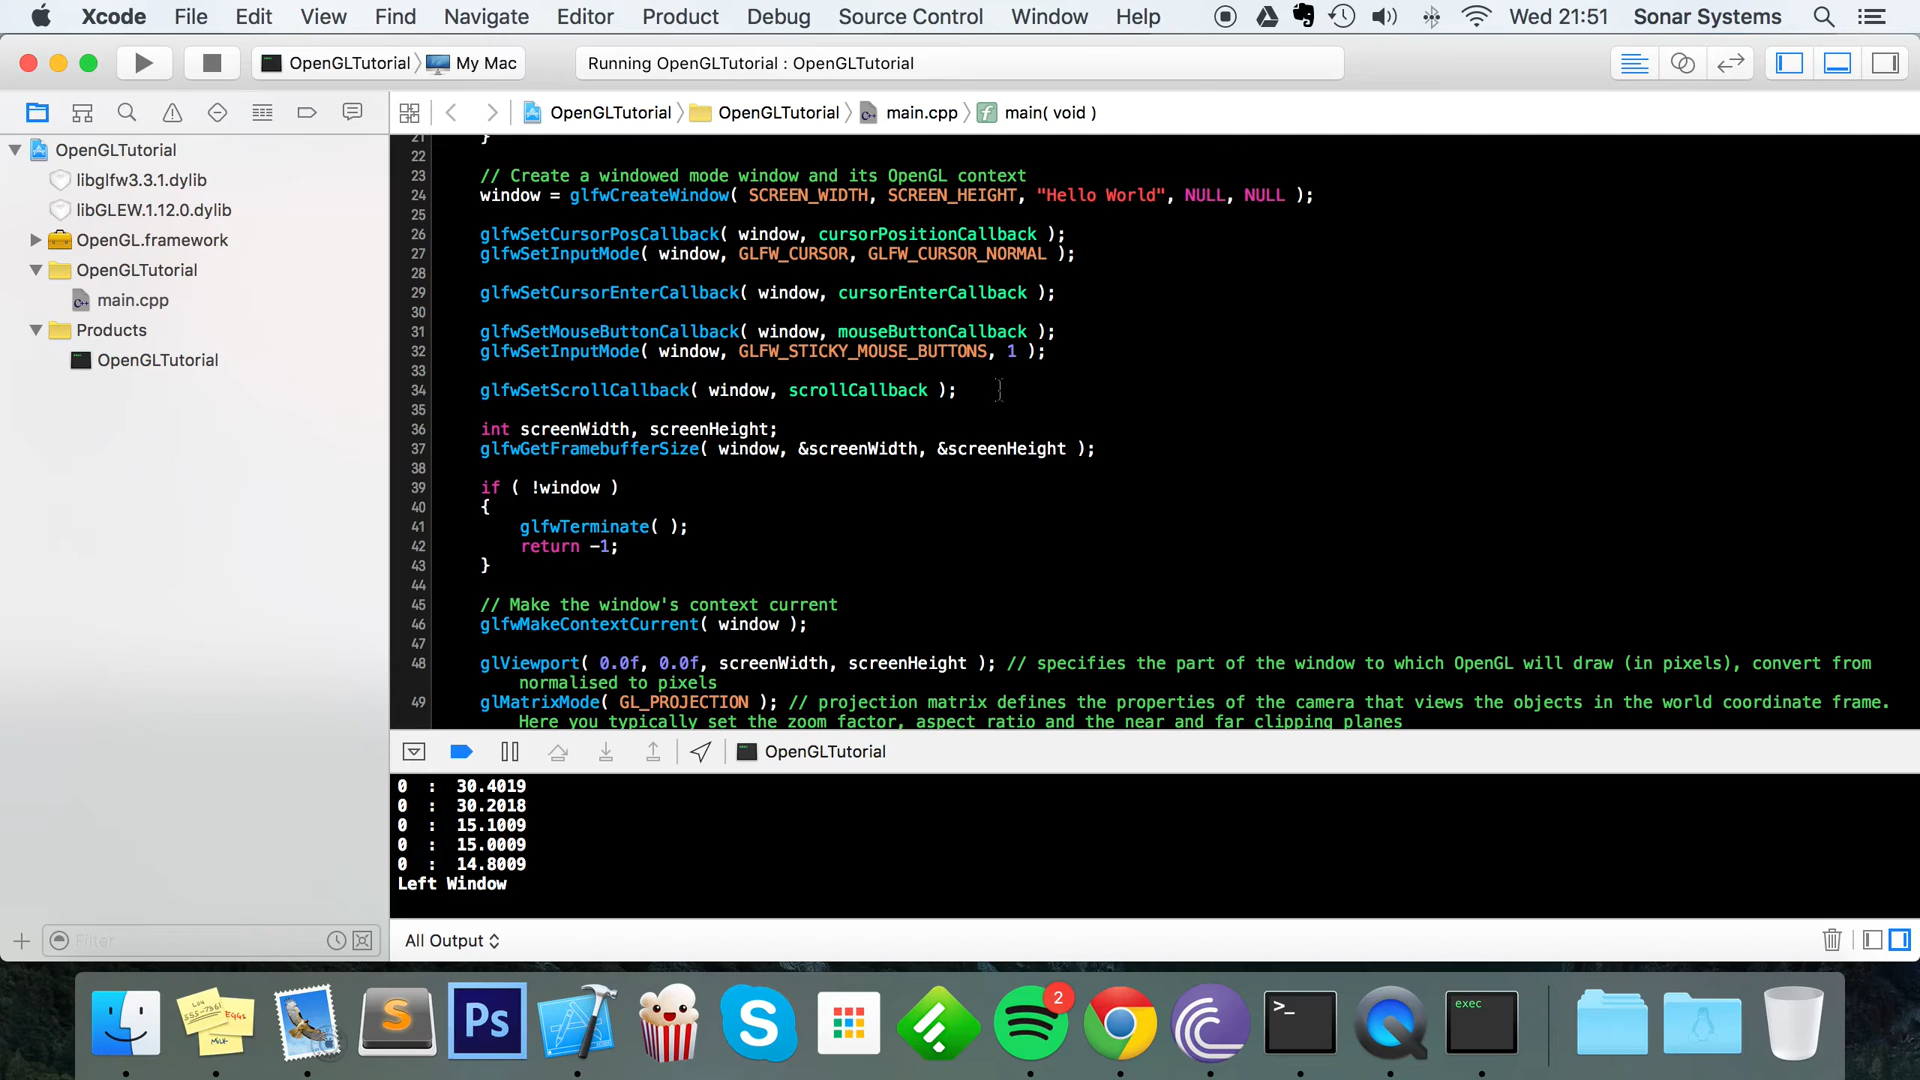 Xcode File Edit View Find Navigate Editor Product Debug Source Control Window Help Wed 21:51 Sonar Systems
OpenGLTutorial My Mac Running OpenGLTutorial : OpenGLTutorial
OpenGLTutorial OpenGLTutorial main.cpp main( void )
OpenGLTutorial
libglfw3.3.1.dylib
libGLEW.1.12.0.dylib
OpenGL.framework
OpenGLTutorial
main.cpp
Products
OpenGLTutorial
21 }
22
23 // Create a windowed mode window and its OpenGL context
24 window = glfwCreateWindow( SCREEN_WIDTH, SCREEN_HEIGHT, "Hello World", NULL, NULL );
25
26 glfwSetCursorPosCallback( window, cursorPositionCallback );
27 glfwSetInputMode( window, GLFW_CURSOR, GLFW_CURSOR_NORMAL );
28
29 glfwSetCursorEnterCallback( window, cursorEnterCallback );
30
31 glfwSetMouseButtonCallback( window, mouseButtonCallback );
32 glfwSetInputMode( window, GLFW_STICKY_MOUSE_BUTTONS, 1 );
33
34 glfwSetScrollCallback( window, scrollCallback );
35
36 int screenWidth, screenHeight;
37 glfwGetFramebufferSize( window, &screenWidth, &screenHeight );
38
39 if ( !window )
40 {
41 glfwTerminate( );
42 return -1;
43 }
44
45 // Make the window's context current
46 glfwMakeContextCurrent( window );
47
48 glViewport( 0.0f, 0.0f, screenWidth, screenHeight ); // specifies the part of the window to which OpenGL will draw (in pixels), convert from
normalised to pixels
49 glMatrixMode( GL_PROJECTION ); // projection matrix defines the properties of the camera that views the objects in the world coordinate frame.
Here you typically set the zoom factor, aspect ratio and the near and far clipping planes
OpenGLTutorial
0 : 30.4019
0 : 30.2018
0 : 15.1009
0 : 15.0009
0 : 14.8009
Left Window
Filter
All Output
Ps
S
2
>_
exec